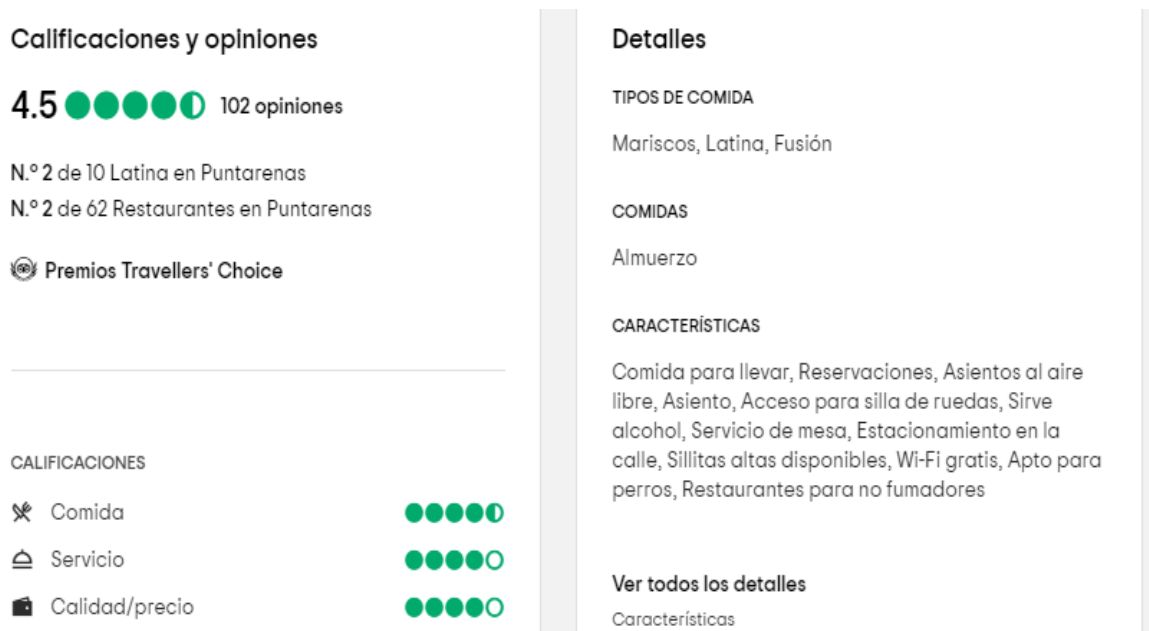 Calificaciones y opiniones
4.5 102 opiniones
N.º 2 de 10 Latina en Puntarenas
N.º 2 de 62 Restaurantes en Puntarenas
Premios Travellers' Choice
CALIFICACIONES
Comida
Servicio
Calidad/precio
Detalles
TIPOS DE COMIDA
Mariscos, Latina, Fusión
COMIDAS
Almuerzo
CARACTERÍSTICAS
Comida para llevar, Reservaciones, Asientos al aire
libre, Asiento, Acceso para silla de ruedas, Sirve
alcohol, Servicio de mesa, Estacionamiento en la
calle, Sillitas altas disponibles, Wi-Fi gratis, Apto para
perros, Restaurantes para no fumadores
Ver todos los detalles
Características